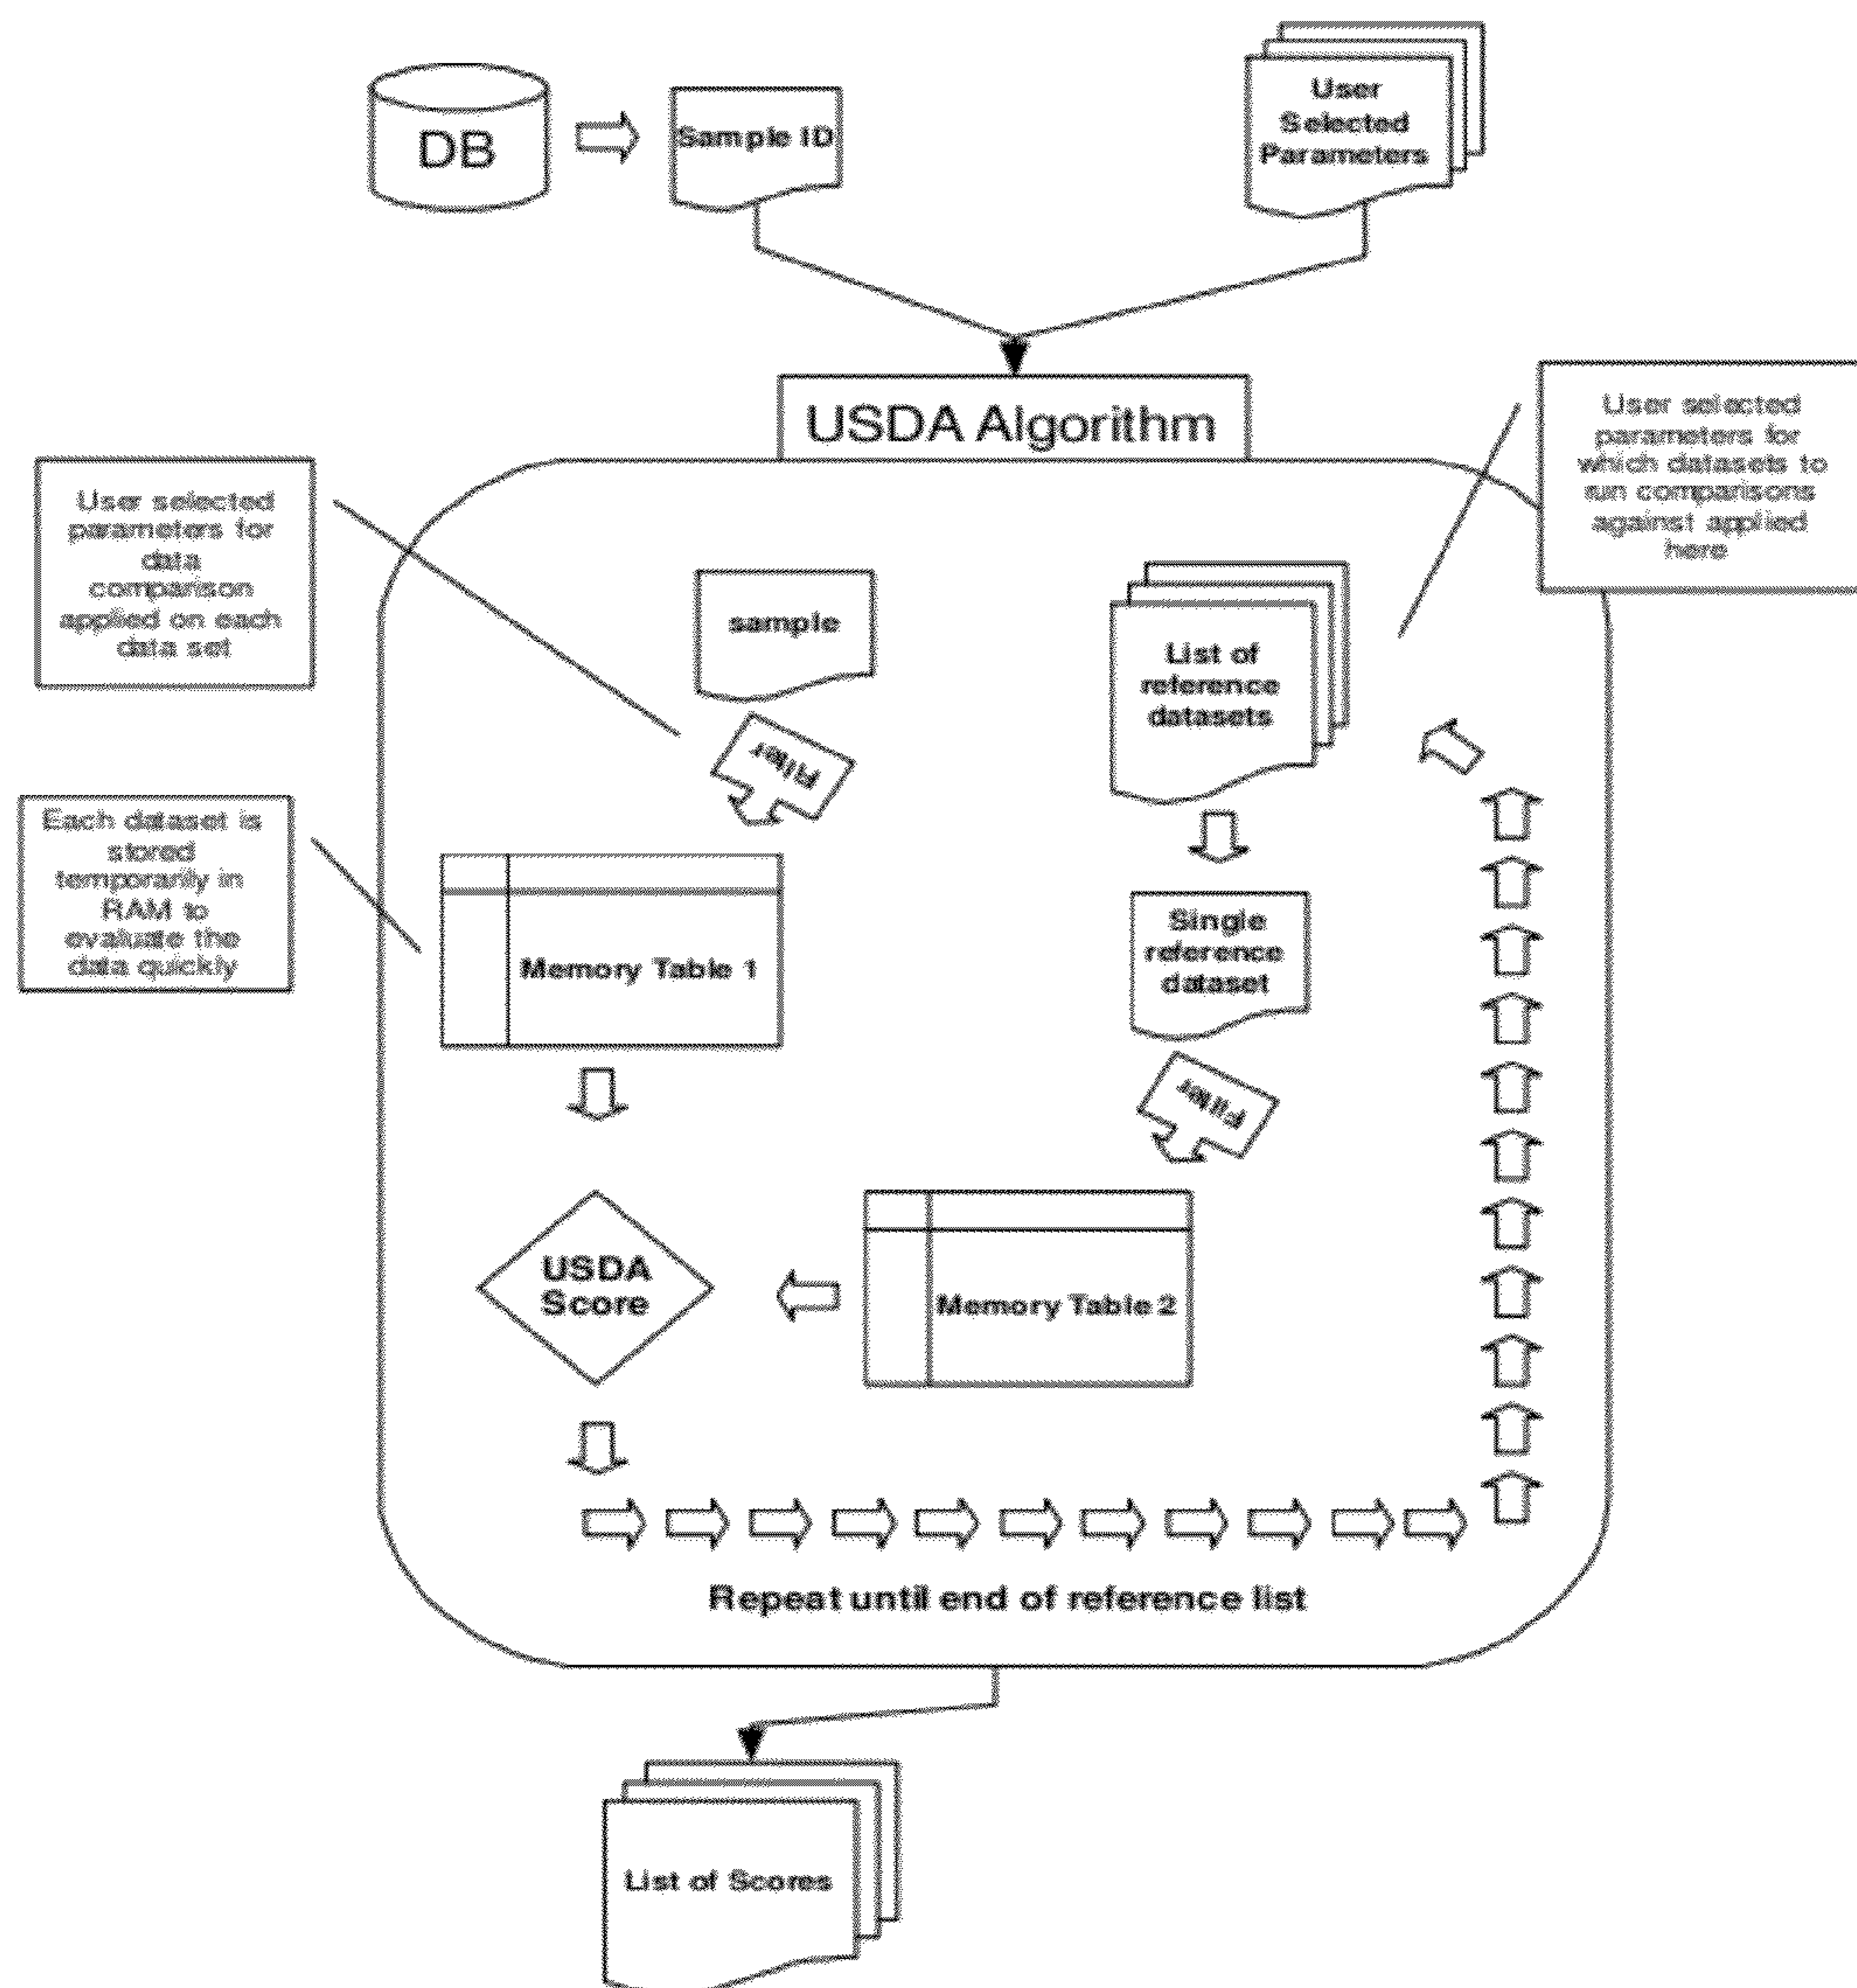 DB
Sample ID
User
Selected
Parameters
USDA Algorithm
User selected
parameters for
which datasets to
run comparisons
against applied
here
User selected
parameters for
data
comparison
applied on each
data set
sample
List of
reference
datasets
Filter
Each dataset is
stored
temporarily in
RAM to
evaluate the
data quickly
Memory Table 1
Single
reference
dataset
Filter
USDA
Score
Memory Table 2
Repeat until end of reference list
List of Scores